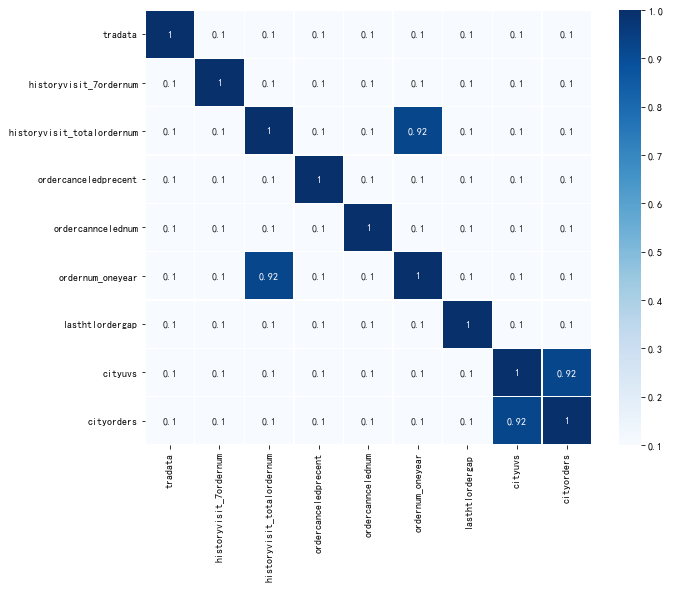 tradata 1 0.1 0.1 0.1 0.1 0.1 0.1 0.1 0.1
historyvisit_7ordernum 0.1 1 0.1 0.1 0.1 0.1 0.1 0.1 0.1
historyvisit_totalordernum 0.1 0.1 1 0.1 0.1 0.92 0.1 0.1 0.1
ordercanceledprecent 0.1 0.1 0.1 1 0.1 0.1 0.1 0.1 0.1
ordercanncelednum 0.1 0.1 0.1 0.1 1 0.1 0.1 0.1 0.1
ordernum_oneyear 0.1 0.1 0.92 0.1 0.1 1 0.1 0.1 0.1
lasthtlordergap 0.1 0.1 0.1 0.1 0.1 0.1 1 0.1 0.1
cityuvs 0.1 0.1 0.1 0.1 0.1 0.1 0.1 1 0.92
cityorders 0.1 0.1 0.1 0.1 0.1 0.1 0.1 0.92 1
tradata
historyvisit_7ordernum
historyvisit_totalordernum
ordercanceledprecent
ordercanncelednum
ordernum_oneyear
lasthtlordergap
cityuvs
cityorders
1.0
0.9
0.8
0.7
0.6
0.5
0.4
0.3
0.2
0.1